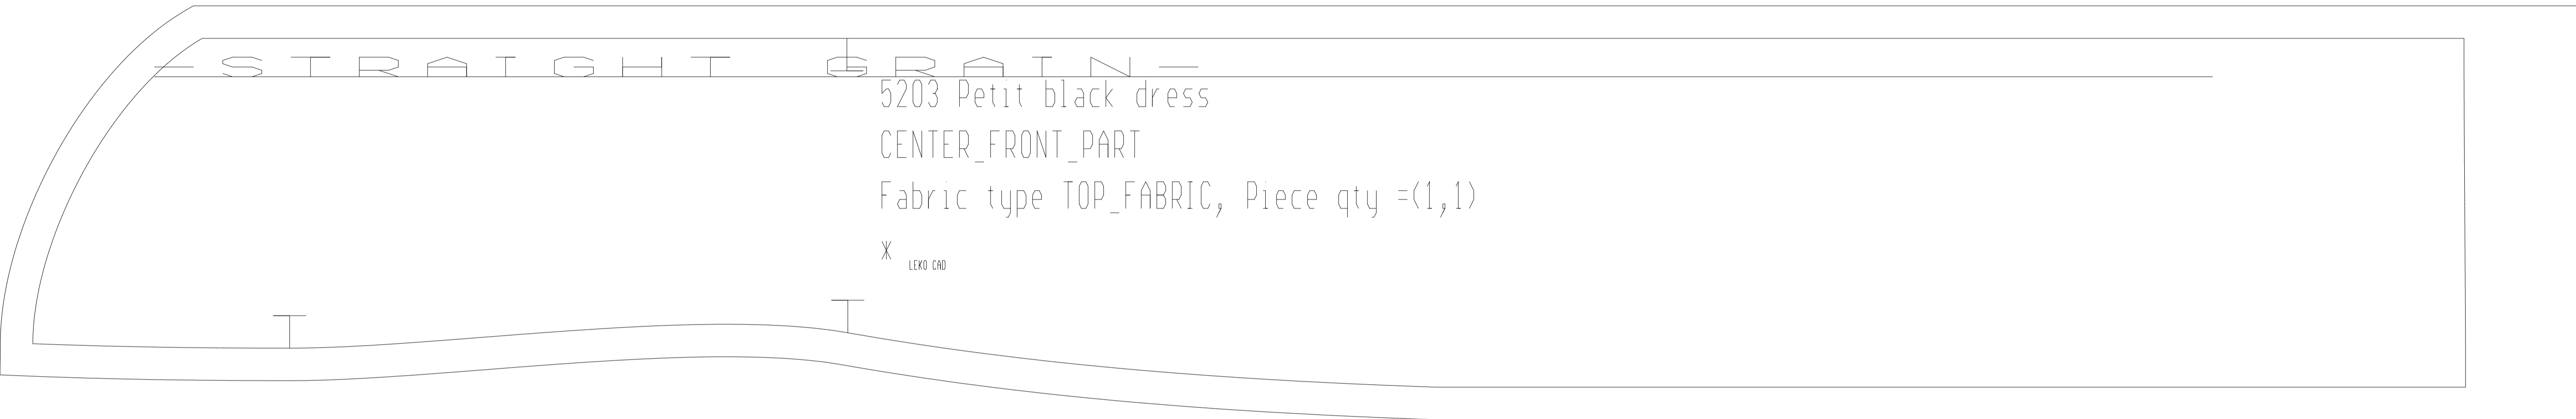 -STRAIGHT GRAIN-
5203 Petit black dress
CENTER_FRONT_PART
Fabric type TOP_FABRIC, Piece qty =(1,1)
*
LEKO CAD